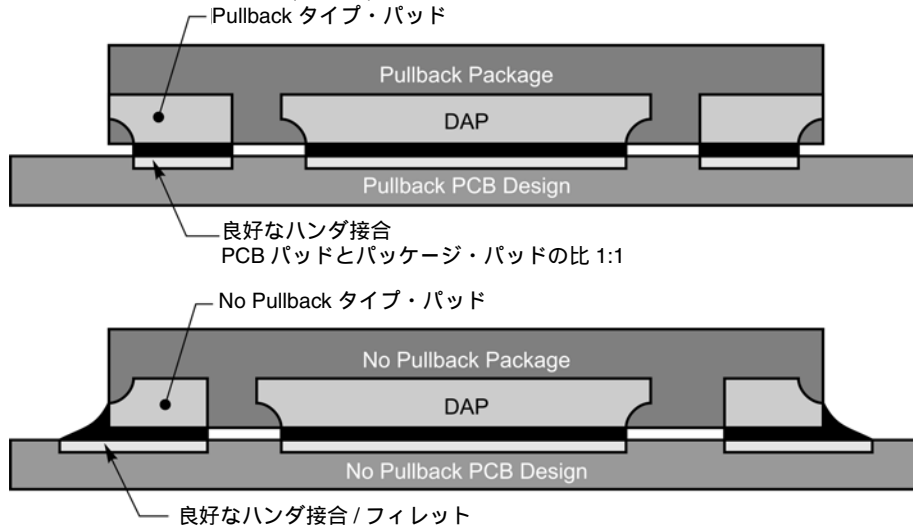 Pullback タイプ・パッド
Pullback Package
DAP
Pullback PCB Design
良好なハンダ接合
PCB パッドとパッケージ・パッドの比 1:1
No Pullback タイプ・パッド
No Pullback Package
DAP
No Pullback PCB Design
良好なハンダ接合 / フィレット